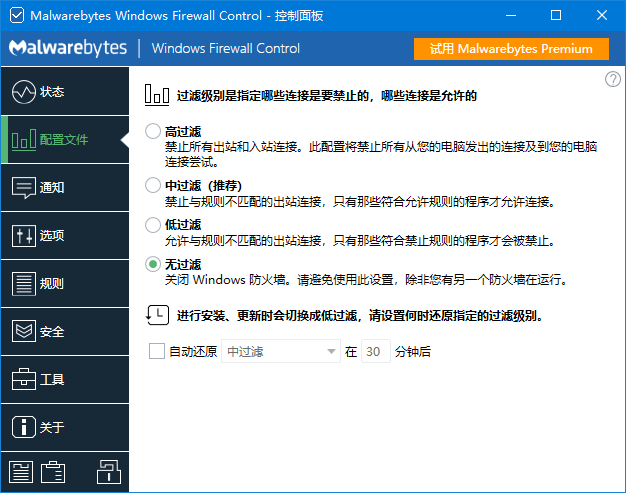 Malwarebytes Windows Firewall Control - 控制面板
Malwarebytes | Windows Firewall Control
试用 Malwarebytes Premium
状态
配置文件
通知
选项
规则
安全
工具
关于
?
过滤级别是指定哪些连接是要禁止的，哪些连接是允许的
高过滤
禁止所有出站和入站连接。此配置将禁止所有从您的电脑发出的连接及到您的电脑
连接尝试。
中过滤（推荐）
禁止与规则不匹配的出站连接，只有那些符合允许规则的程序才允许连接。
低过滤
允许与规则不匹配的出站连接，只有那些符合禁止规则的程序才会被禁止。
无过滤
关闭 Windows 防火墙。请避免使用此设置，除非您有另一个防火墙在运行。
进行安装、更新时会切换成低过滤，请设置何时还原指定的过滤级别。
自动还原 中过滤 在 30 分钟后